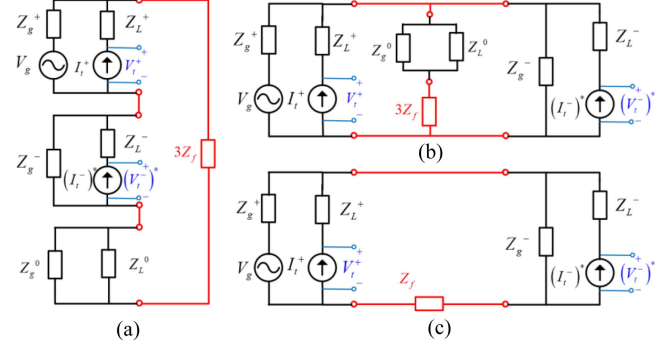 Z_g^+
Z_L^+
V_g
I_t^+
V_t^+
+
−
Z_g^-
Z_L^-
(I_t^-)^*
(V_t^-)^*
+
−
3Z_f
Z_g^0
Z_L^0
(a)
Z_g^+
Z_L^+
V_g
I_t^+
V_t^+
+
−
Z_g^0
Z_L^0
3Z_f
Z_g^-
Z_L^-
(I_t^-)^*
(V_t^-)^*
+
−
(b)
Z_g^+
Z_L^+
V_g
I_t^+
V_t^+
+
−
Z_f
Z_g^-
Z_L^-
(I_t^-)^*
(V_t^-)^*
+
−
(c)